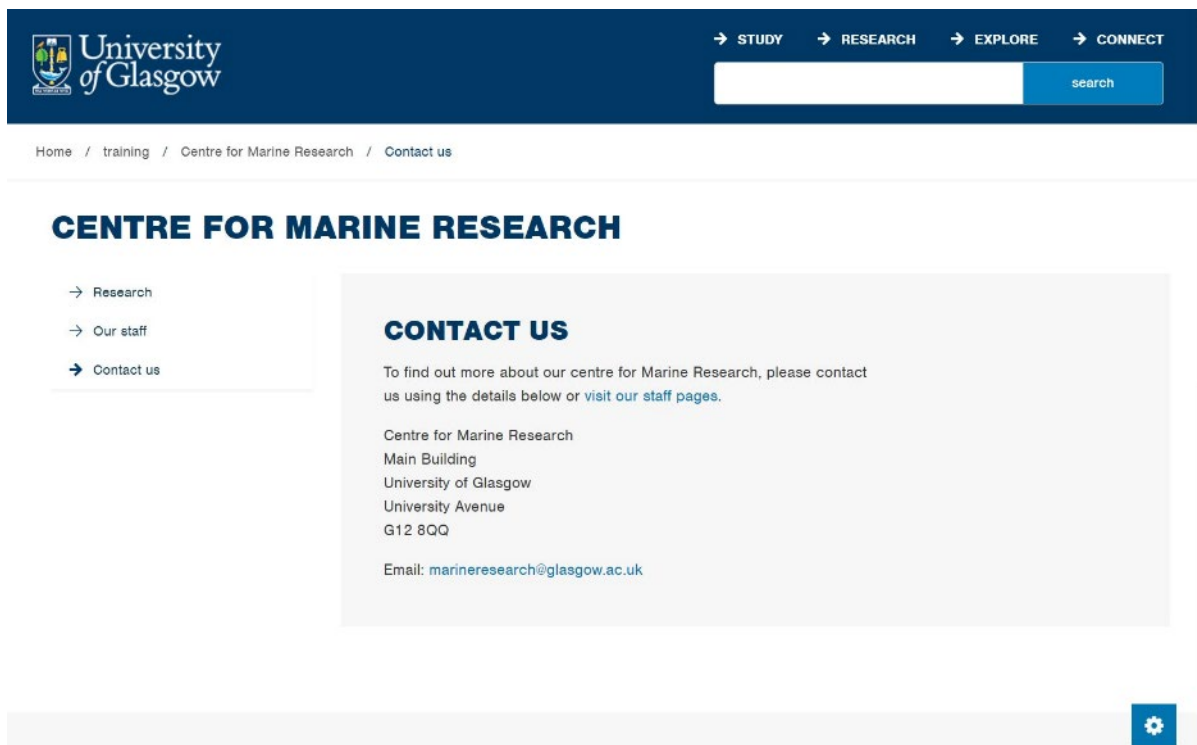 University
of Glasgow
→ STUDY → RESEARCH → EXPLORE → CONNECT
search
Home / training / Centre for Marine Research / Contact us
CENTRE FOR MARINE RESEARCH
→ Research
→ Our staff
→ Contact us
CONTACT US
To find out more about our centre for Marine Research, please contact
us using the details below or visit our staff pages.
Centre for Marine Research
Main Building
University of Glasgow
University Avenue
G12 8QQ
Email: marineresearch@glasgow.ac.uk